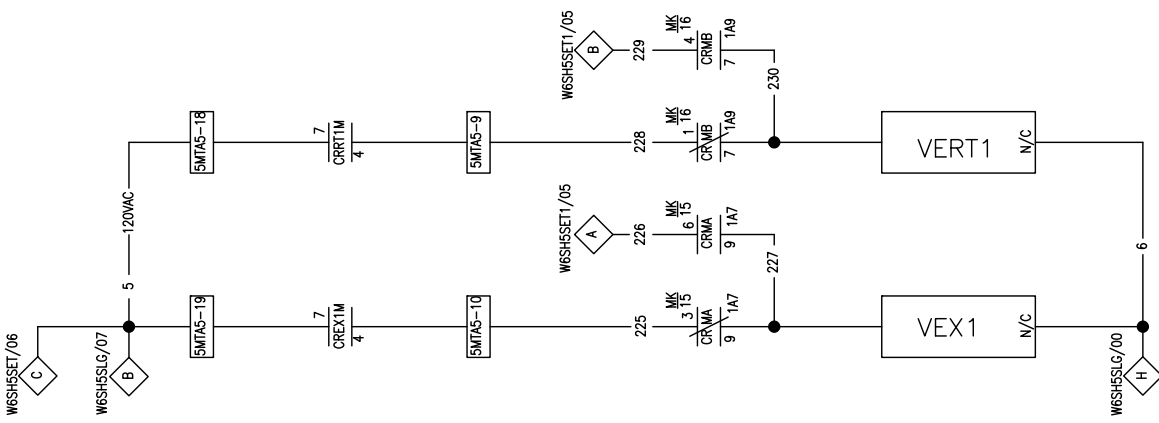 W6SH5SET/06
C
W6SH5SLG/07
B
5
120VAC
5MTA5-19
5MTA5-18
7
CREX1M
4
7
CRRT1M
4
5MTA5-10
5MTA5-9
W6SH5SET1/05
A
W6SH5SET1/05
B
225
226
228
229
MK
3 15
CRMA
9 1A7
MK
6 15
CRMA
9 1A7
MK
1 16
CRMB
7 1A9
MK
4 16
CRMB
7 1A9
227
230
VEX1
N/C
VERT1
N/C
6
W6SH5SLG/00
H